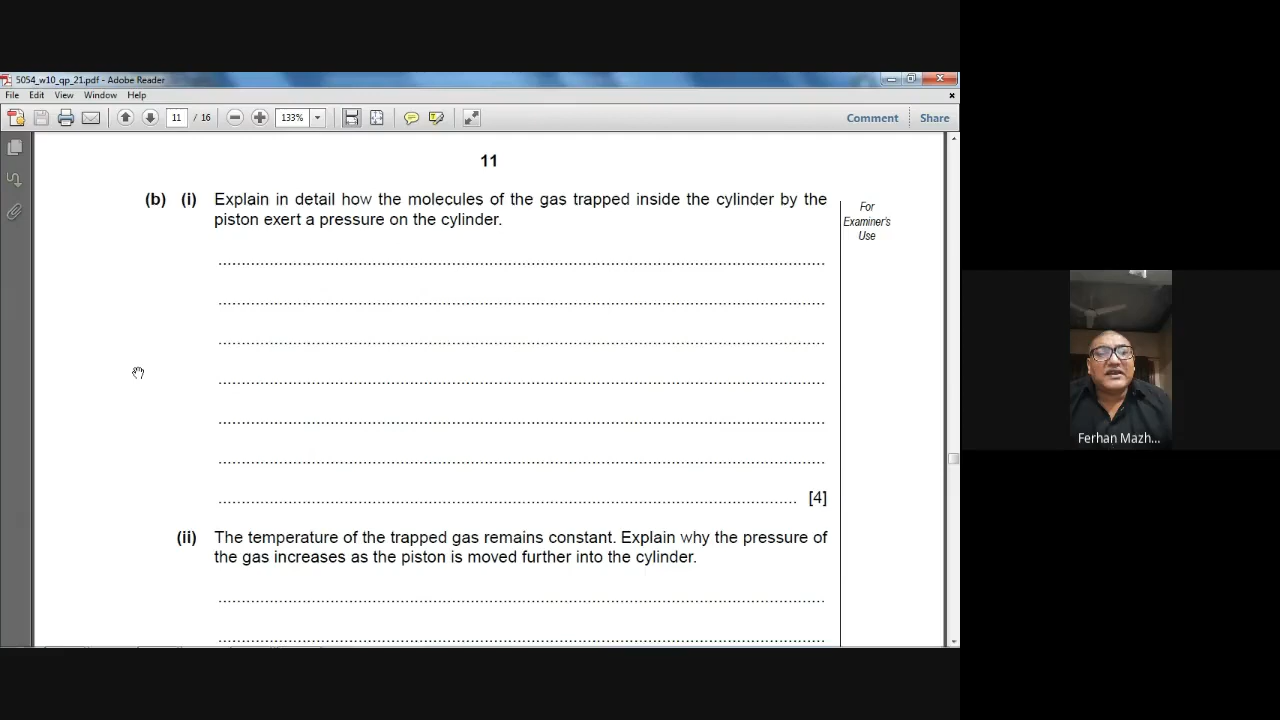 5054_w10_qp_21.pdf - Adobe Reader
File Edit View Window Help
11 / 16 133% Comment Share
11
(b) (i) Explain in detail how the molecules of the gas trapped inside the cylinder by the
piston exert a pressure on the cylinder.
For
Examiner's
Use
[4]
(ii) The temperature of the trapped gas remains constant. Explain why the pressure of
the gas increases as the piston is moved further into the cylinder.
Ferhan Mazh...